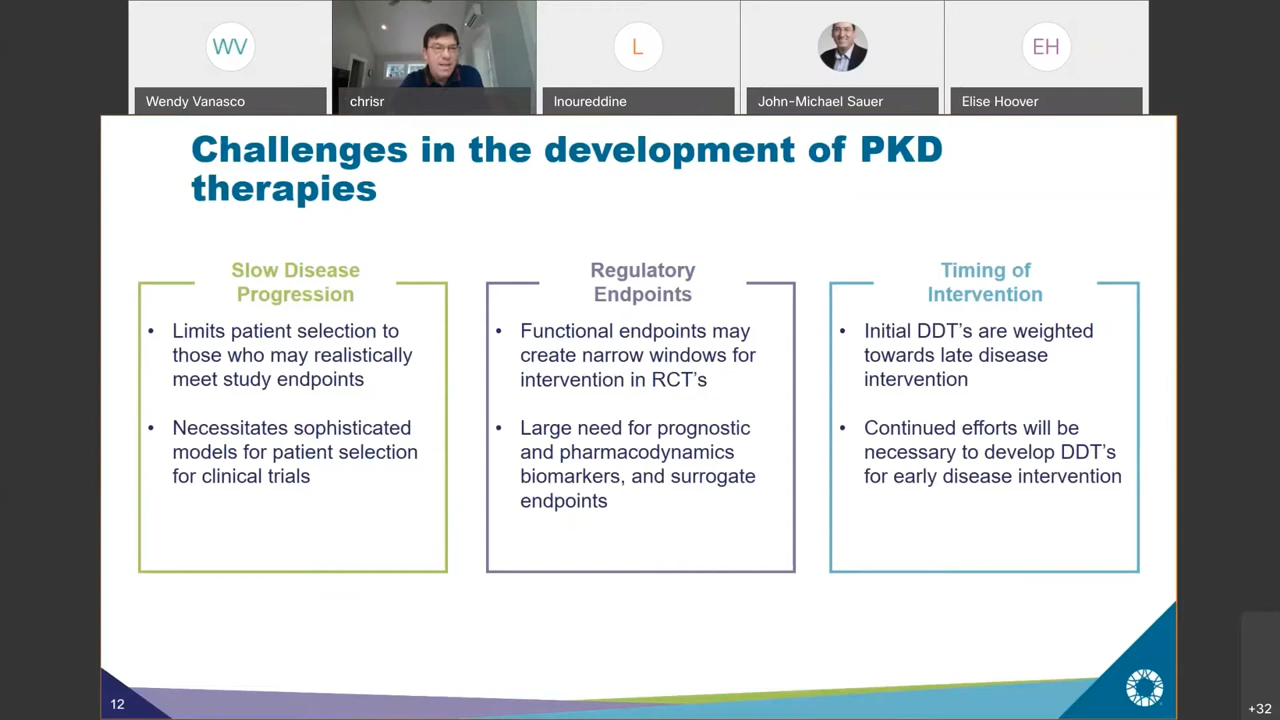 WV
L
EH
Wendy Vanasco
chrisr
Inoureddine
John-Michael Sauer
Elise Hoover
Challenges in the development of PKD
therapies
Slow Disease
Progression
• Limits patient selection to
those who may realistically
meet study endpoints
• Necessitates sophisticated
models for patient selection
for clinical trials
Regulatory
Endpoints
• Functional endpoints may
create narrow windows for
intervention in RCT's
• Large need for prognostic
and pharmacodynamics
biomarkers, and surrogate
endpoints
Timing of
Intervention
• Initial DDT's are weighted
towards late disease
intervention
• Continued efforts will be
necessary to develop DDT's
for early disease intervention
12
+32